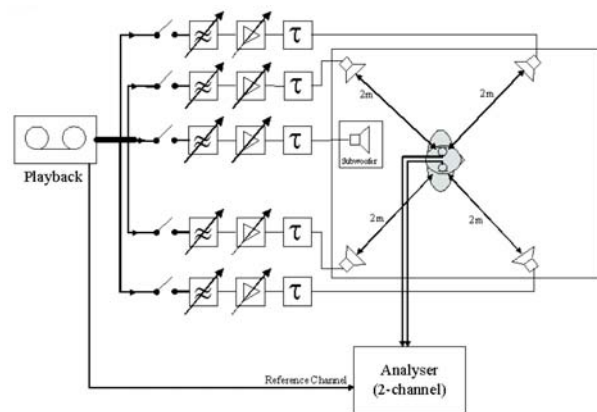 τ
2m
2m
τ
τ
Subwoofer
Playback
2m
2m
τ
τ
Reference Channel
Analyser
(2-channel)